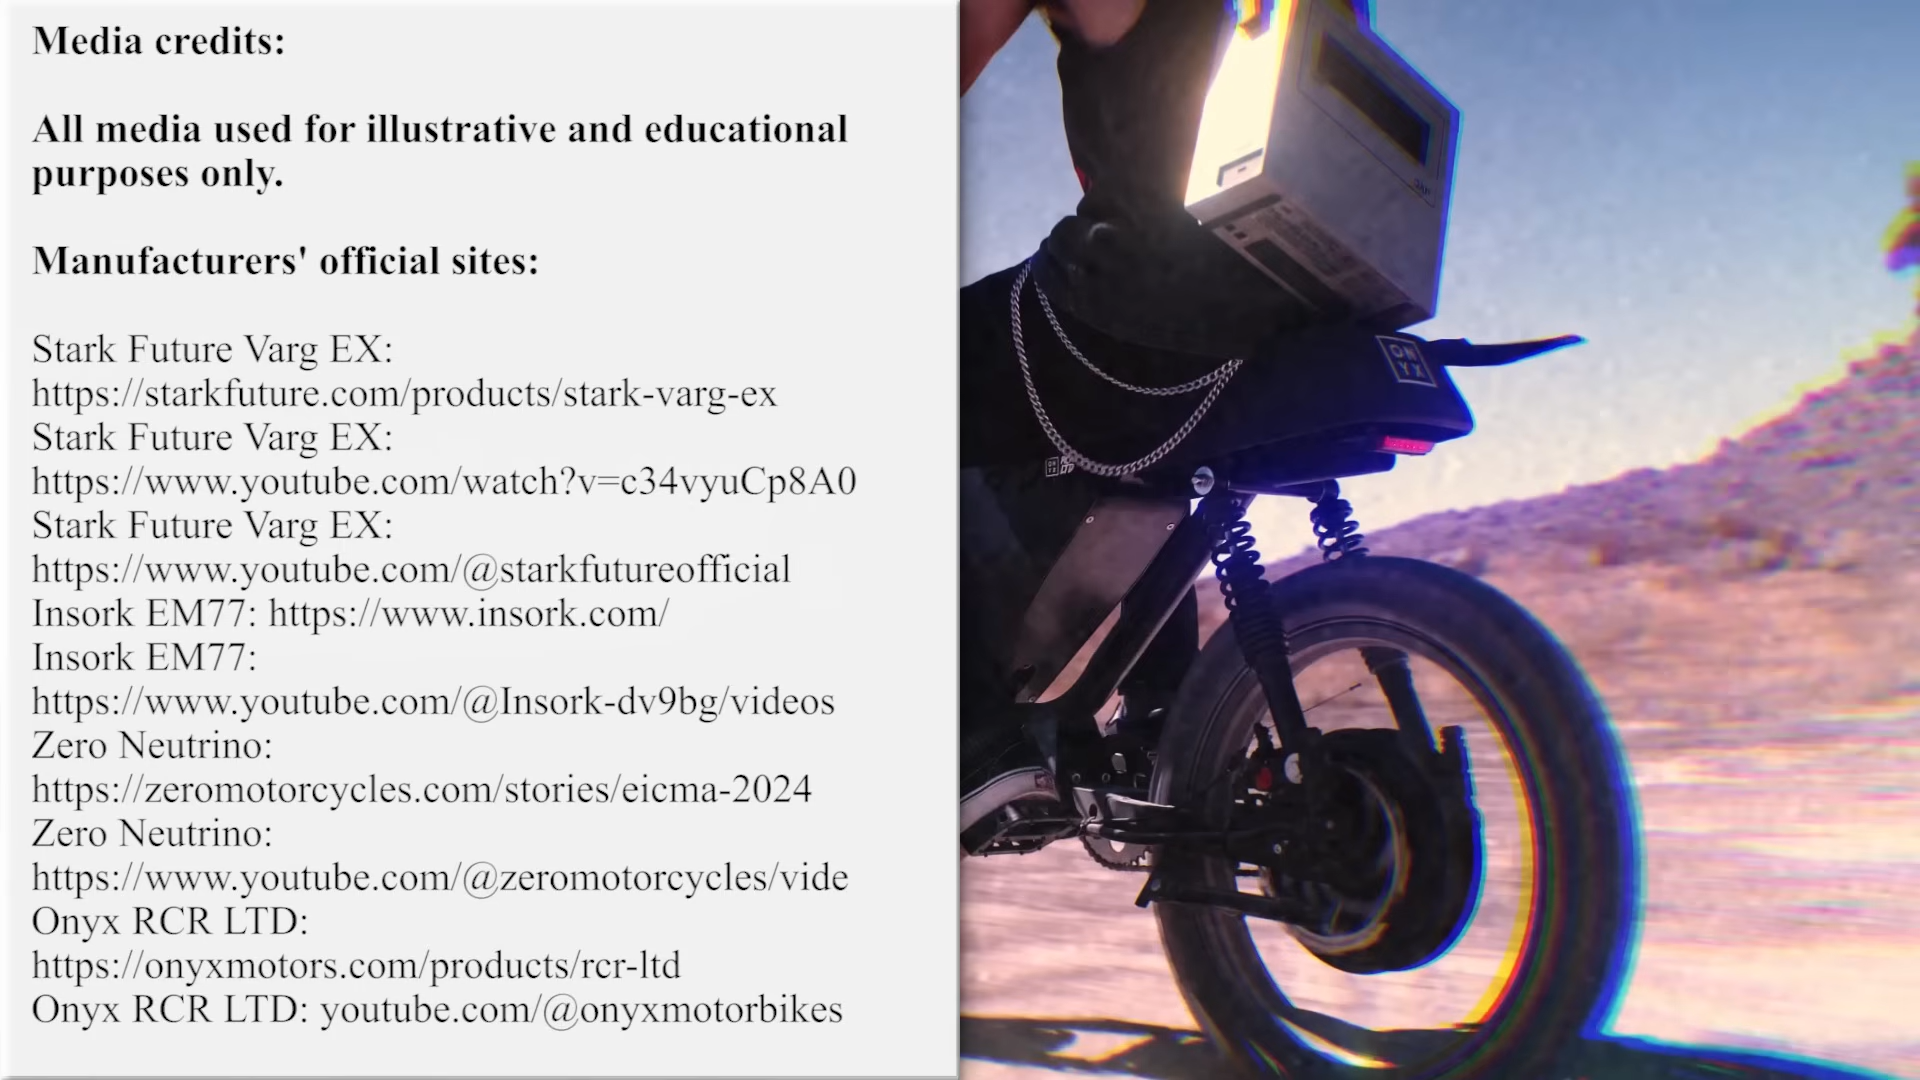 Media credits:
All media used for illustrative and educational
purposes only.
Manufacturers' official sites:
Stark Future Varg EX:
https://starkfuture.com/products/stark-varg-ex
Stark Future Varg EX:
https://www.youtube.com/watch?v=c34vyuCp8A0
Stark Future Varg EX:
https://www.youtube.com/@starkfutureofficial
Insork EM77: https://www.insork.com/
Insork EM77:
https://www.youtube.com/@Insork-dv9bg/videos
Zero Neutrino:
https://zeromotorcycles.com/stories/eicma-2024
Zero Neutrino:
https://www.youtube.com/@zeromotorcycles/vide
Onyx RCR LTD:
https://onyxmotors.com/products/rcr-ltd
Onyx RCR LTD: youtube.com/@onyxmotorbikes
ON
YX